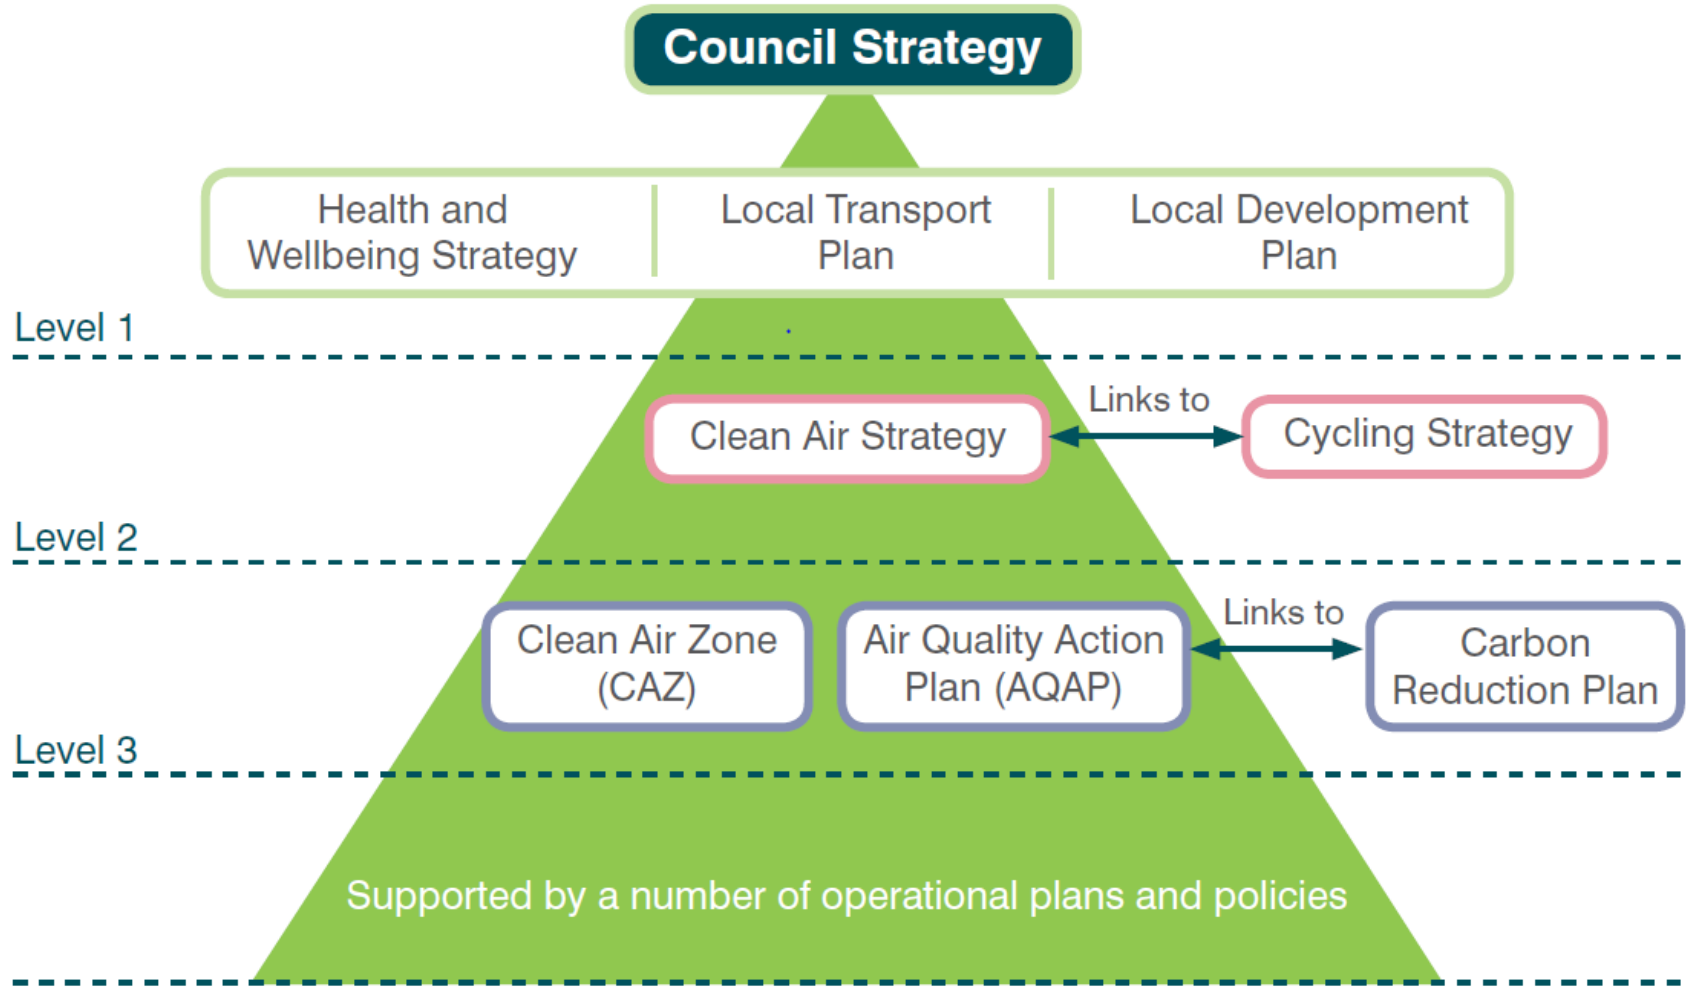 Council Strategy
Health and
Wellbeing Strategy
Local Transport
Plan
Local Development
Plan
Level 1
Clean Air Strategy
Links to
Cycling Strategy
Level 2
Clean Air Zone
(CAZ)
Air Quality Action
Plan (AQAP)
Links to
Carbon
Reduction Plan
Level 3
Supported by a number of operational plans and policies